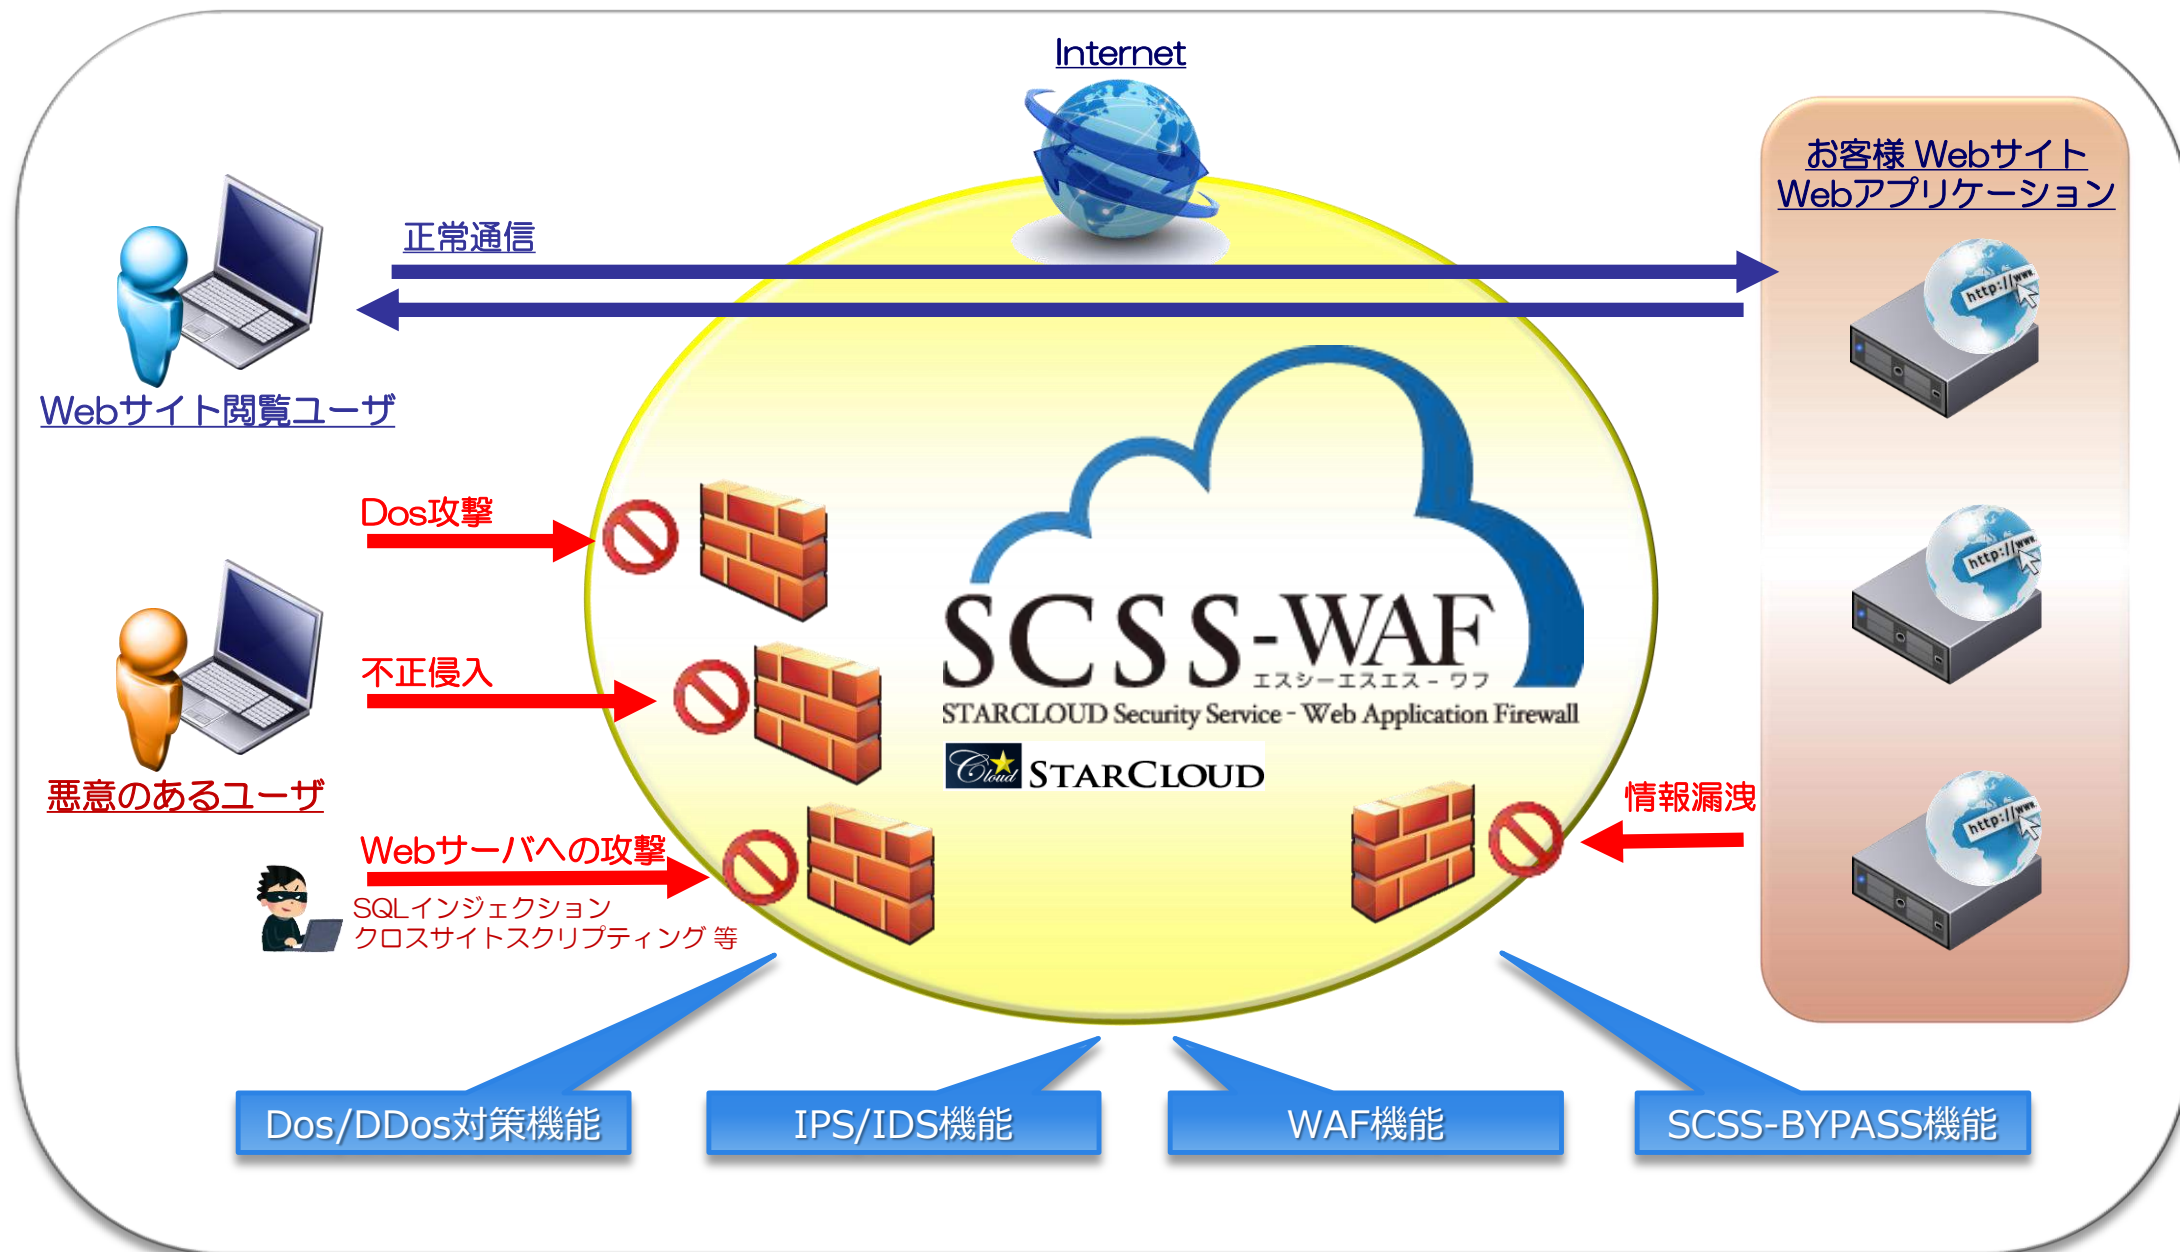 Internet
お客様 Webサイト
Webアプリケーション
正常通信
Webサイト閲覧ユーザ
Dos攻撃
不正侵入
悪意のあるユーザ
Webサーバへの攻撃
SQLインジェクション
クロスサイトスクリプティング 等
SCSS-WAF
エスシーエスエス - ワフ
STARCLOUD Security Service - Web Application Firewall
Cloud STARCLOUD
情報漏洩
http://www.
http://www.
http://www.
Dos/DDos対策機能
IPS/IDS機能
WAF機能
SCSS-BYPASS機能